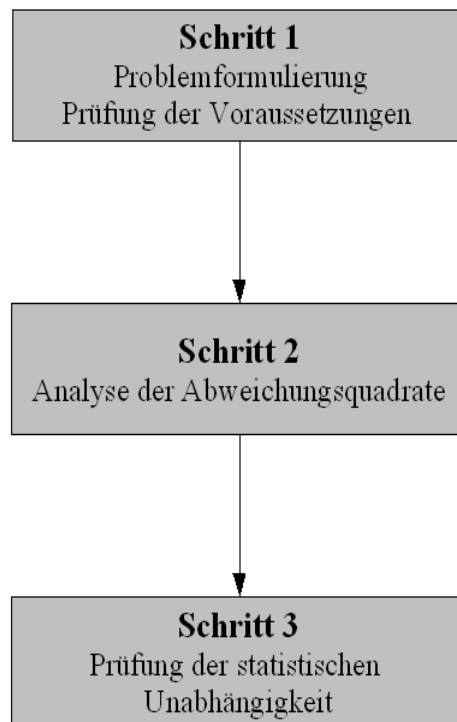 Schritt 1
Problemformulierung
Prüfung der Voraussetzungen
Schritt 2
Analyse der Abweichungsquadrate
Schritt 3
Prüfung der statistischen
Unabhängigkeit